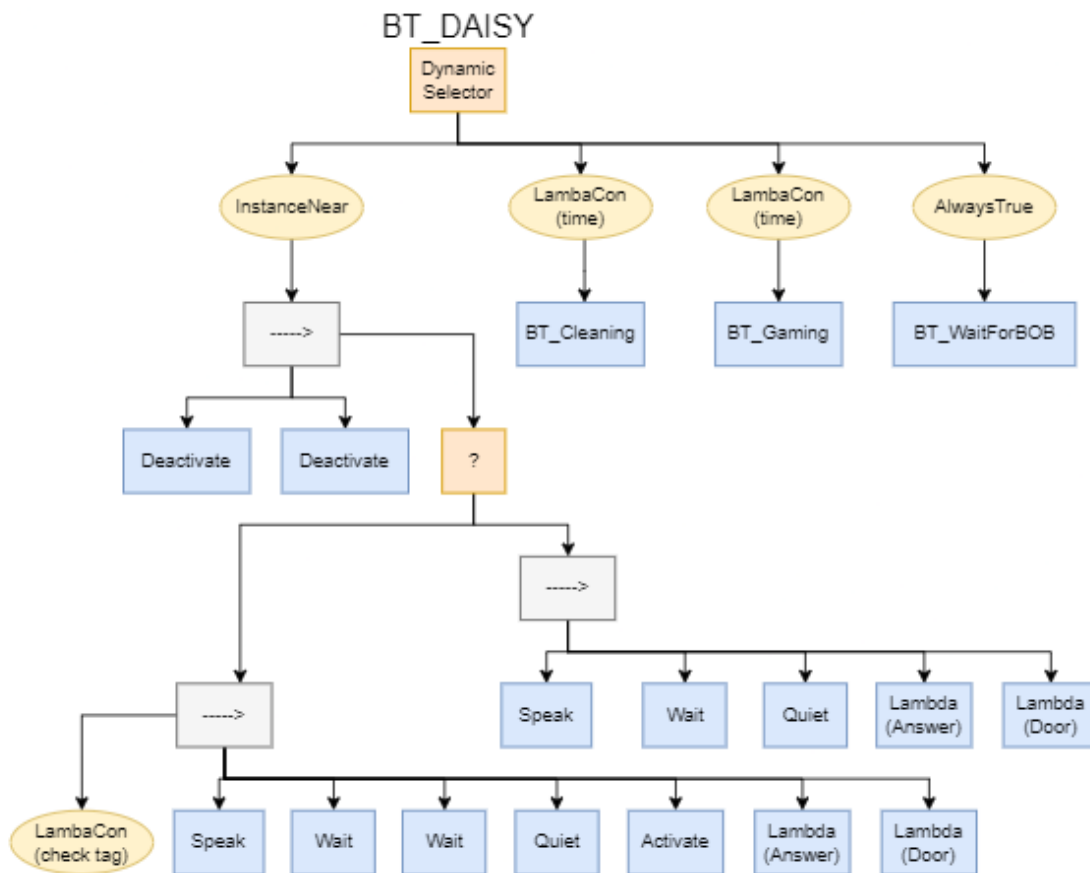 BT_DAISY
Dynamic
Selector
InstanceNear
LambaCon
(time)
LambaCon
(time)
AlwaysTrue
----->
BT_Cleaning
BT_Gaming
BT_WaitForBOB
Deactivate
Deactivate
?
----->
Speak
Wait
Quiet
Lambda
(Answer)
Lambda
(Door)
----->
LambaCon
(check tag)
Speak
Wait
Wait
Quiet
Activate
Lambda
(Answer)
Lambda
(Door)